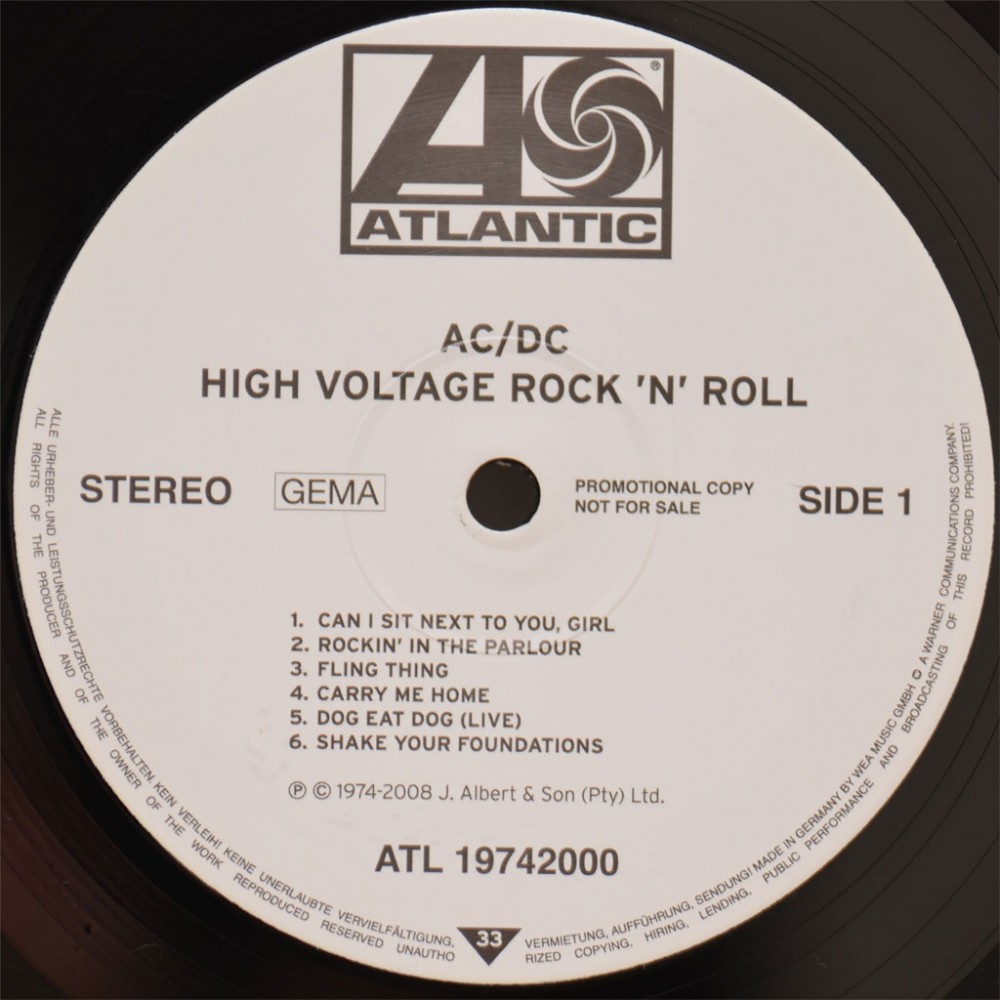 ®
ATLANTIC
AC/DC
HIGH VOLTAGE ROCK 'N' ROLL
STEREO
GEMA
PROMOTIONAL COPY
NOT FOR SALE
SIDE 1
1. CAN I SIT NEXT TO YOU, GIRL
2. ROCKIN' IN THE PARLOUR
3. FLING THING
4. CARRY ME HOME
5. DOG EAT DOG (LIVE)
6. SHAKE YOUR FOUNDATIONS
℗ © 1974-2008 J. Albert & Son (Pty) Ltd.
ATL 19742000
33
ALLE URHEBER- UND LEISTUNGSSCHUTZRECHTE VORBEHALTEN. KEIN VERLEIH! KEINE UNERLAUBTE VERVIELFÄLTIGUNG, VERMIETUNG, AUFFÜHRUNG, SENDUNG! MADE IN GERMANY BY WEA MUSIC GMBH © A WARNER COMMUNICATIONS COMPANY.
ALL RIGHTS OF THE PRODUCER AND OF THE OWNER OF THE WORK REPRODUCED RESERVED UNAUTHO RIZED COPYING, HIRING, LENDING, PUBLIC PERFORMANCE AND BROADCASTING OF THIS RECORD PROHIBITED!